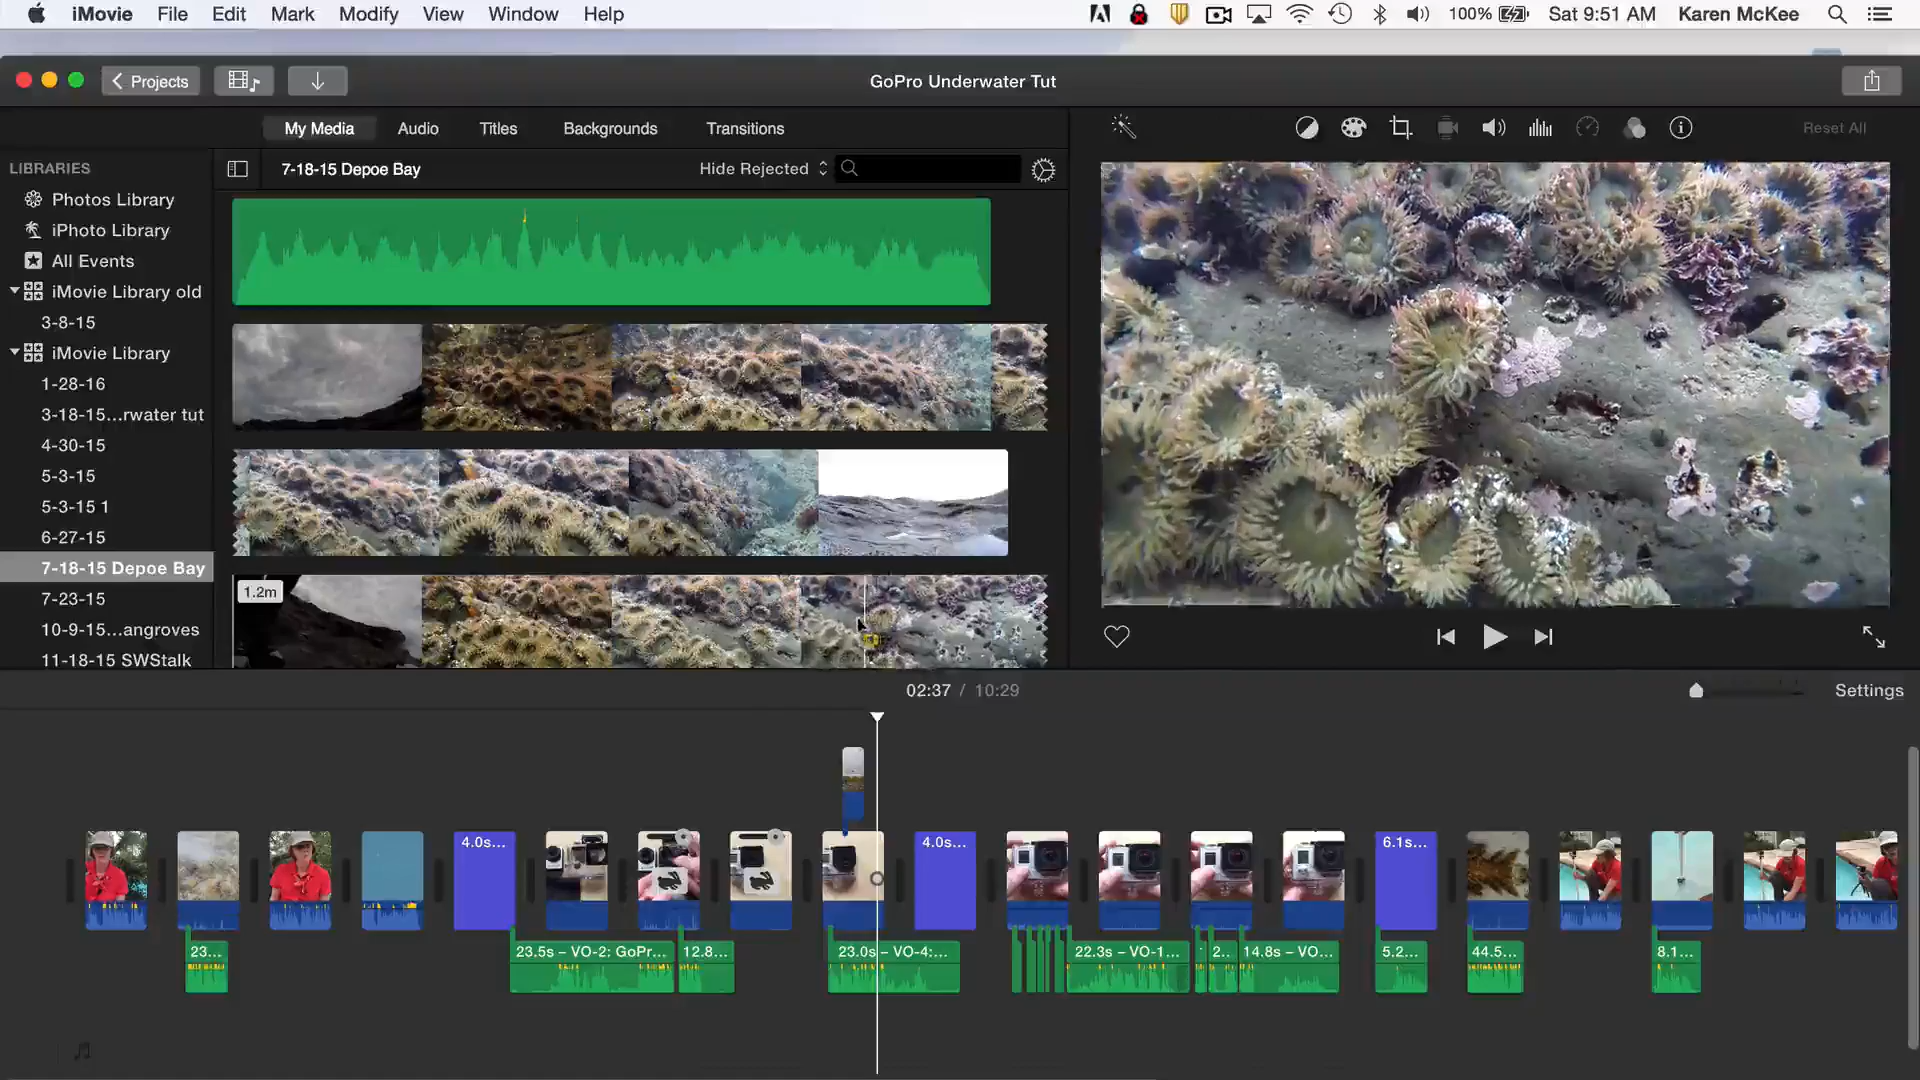 iMovie File Edit Mark Modify View Window Help 100% Sat 9:51 AM Karen McKee
Projects GoPro Underwater Tut
My Media Audio Titles Backgrounds Transitions Reset All
LIBRARIES
Photos Library
iPhoto Library
All Events
iMovie Library old
3-8-15
iMovie Library
1-28-16
3-18-15...rwater tut
4-30-15
5-3-15
5-3-15 1
6-27-15
7-18-15 Depoe Bay
7-23-15
10-9-15...angroves
11-18-15 SWStalk
7-18-15 Depoe Bay Hide Rejected
1.2m
02:37 / 10:29 Settings
4.0s... 4.0s... 6.1s...
23... 23.5s – VO-2: GoPr... 12.8... 23.0s – VO-4:... 22.3s – VO-1... 2.. 14.8s – VO... 5.2... 44.5... 8.1...